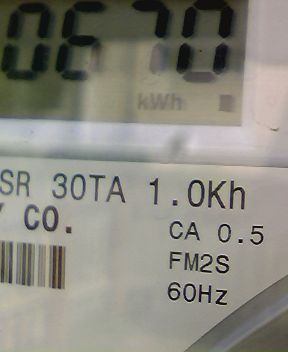 0670
kWh
SR 30TA 1.0Kh
Y CO.
CA 0.5
FM2S
60Hz